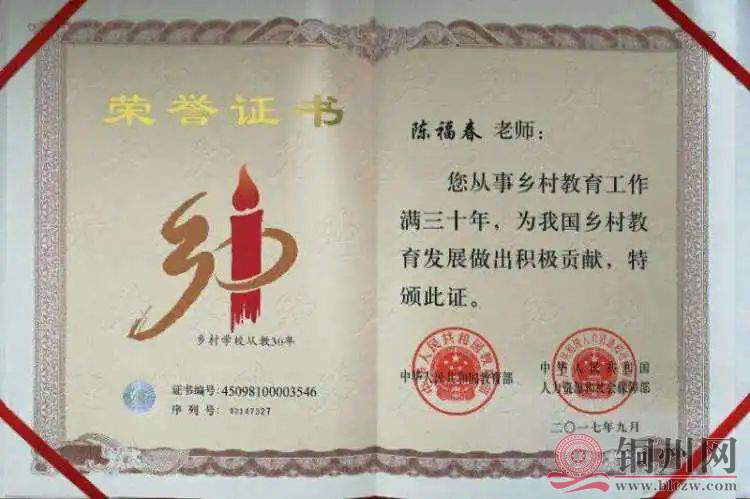 荣誉证书
乡村学校从教30年
证书编号:45098100003546
序列号:
陈福春 老师:
您从事乡村教育工作
满三十年,为我国乡村教
育发展做出积极贡献,特
颁此证。
中华人民共和国教育部
中华人民共和国
人力资源和社会保障部
二〇一七年九月
铜州网
www.hltzw.com